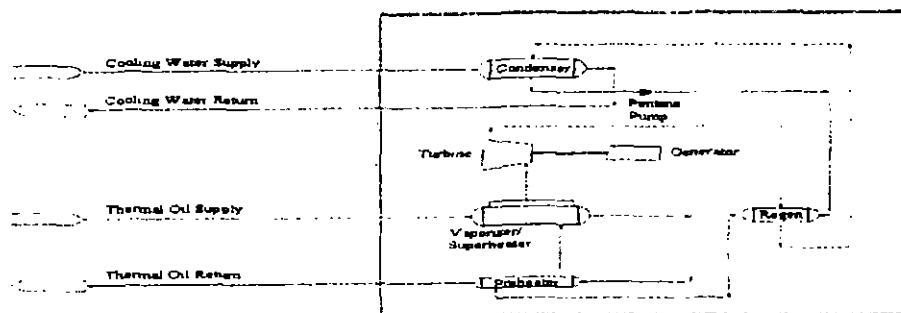 Cooling Water Supply
Condenser
Cooling Water Return
Pentane
Pump
Turbine
Generator
Thermal Oil Supply
Regen
Vaporizer/
Superheater
Thermal Oil Return
Preheater